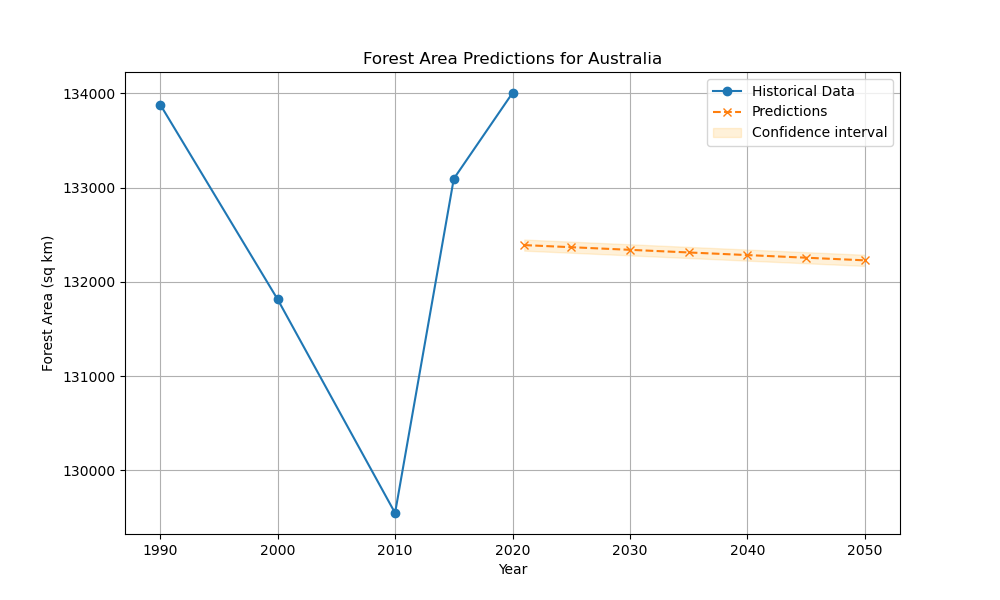 Forest Area Predictions for Australia
Historical Data
Predictions
Confidence interval
134000
133000
132000
131000
130000
Forest Area (sq km)
1990 2000 2010 2020 2030 2040 2050
Year